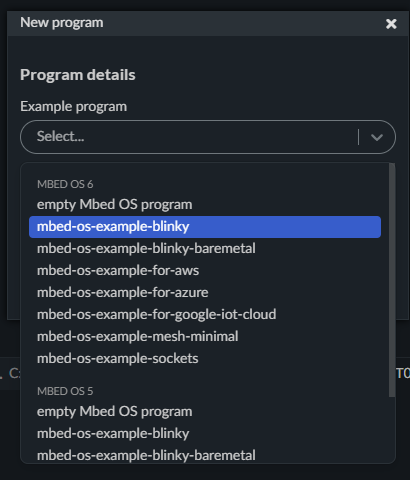 New program
Program details
Example program
Select...
MBED OS 6
empty Mbed OS program
mbed-os-example-blinky
mbed-os-example-blinky-baremetal
mbed-os-example-for-aws
mbed-os-example-for-azure
mbed-os-example-for-google-iot-cloud
mbed-os-example-mesh-minimal
mbed-os-example-sockets
MBED OS 5
empty Mbed OS program
mbed-os-example-blinky
mbed-os-example-blinky-baremetal